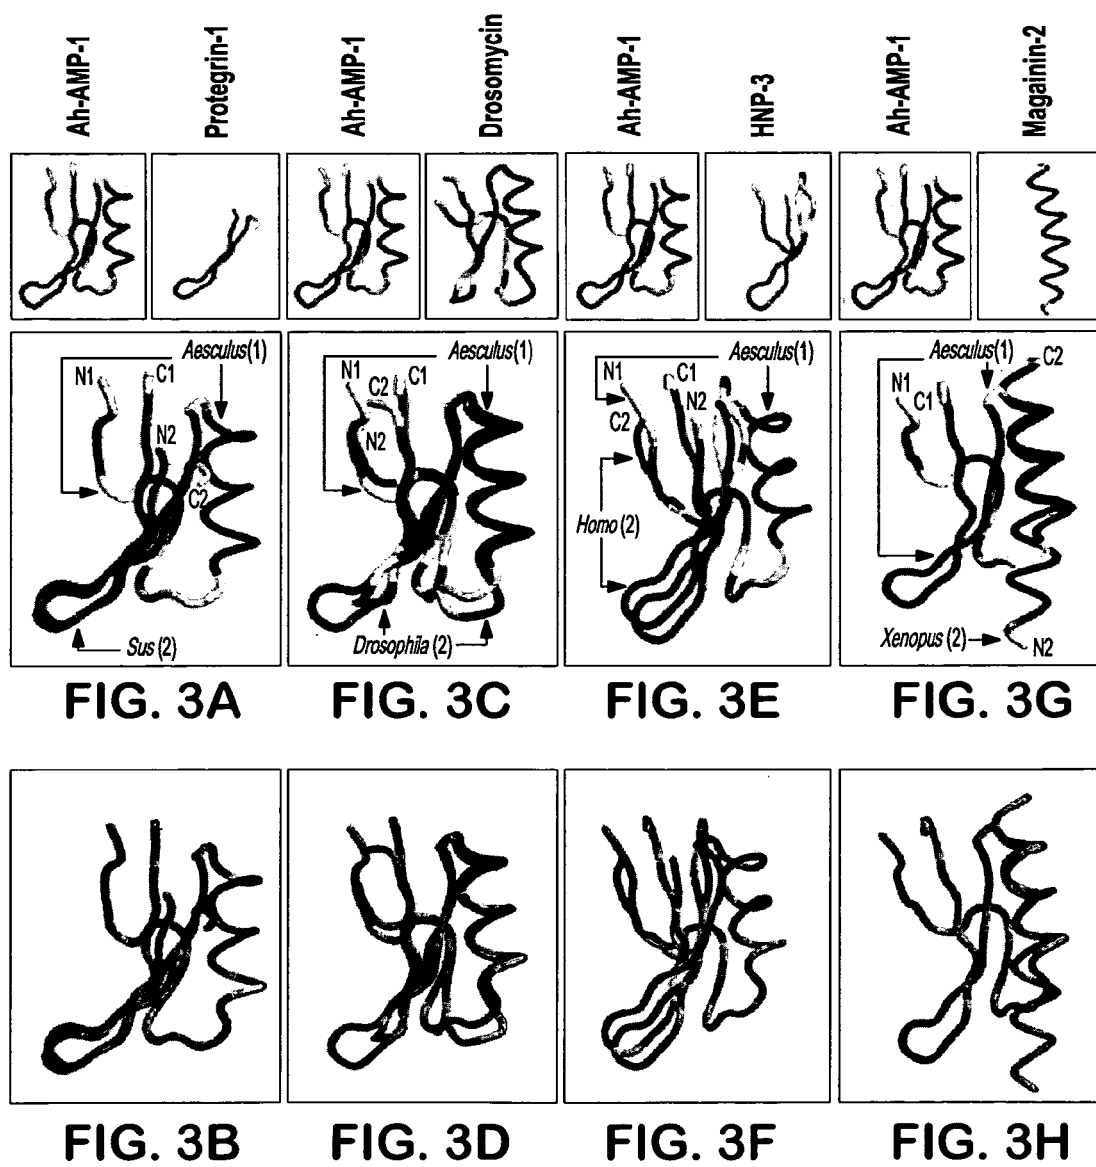 Ah-AMP-1
Protegrin-1
Ah-AMP-1
Drosomycin
Ah-AMP-1
HNP-3
Ah-AMP-1
Magainin-2
Aesculus(1)
N1
C1
N2
C2
Sus (2)
FIG. 3A
Aesculus(1)
N1
C2
C1
N2
Drosophila (2)
FIG. 3C
Aesculus(1)
N1
C1
N2
C2
Homo (2)
FIG. 3E
Aesculus(1)
C2
N1
C1
Xenopus (2)
N2
FIG. 3G
FIG. 3B
FIG. 3D
FIG. 3F
FIG. 3H